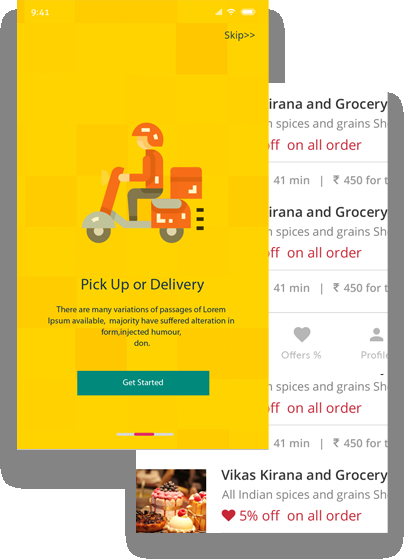 9:41
Skip>>
Pick Up or Delivery
There are many variations of passages of Lorem
Ipsum available, majority have suffered alteration in
form,injected humour,
don.
Get Started
Kirana and Grocery
n spices and grains Sh
off on all order
41 min | ₹ 450 for t
Kirana and Grocery
n spices and grains Sh
off on all order
41 min | ₹ 450 for t
Offers %
Profile
n spices and grains Sh
off on all order
41 min | ₹ 450 for t
Vikas Kirana and Grocery
All Indian spices and grains Sh
5% off on all order